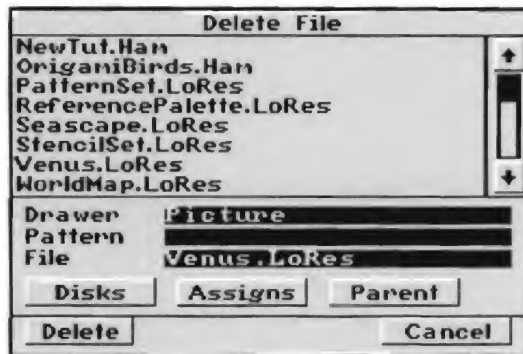 Delete File
NewTut.Ham
OrigamiBirds.Ham
PatternSet.LoRes
ReferencePalette.LoRes
Seascape.LoRes
StencilSet.LoRes
Venus.LoRes
WorldMap.LoRes
Drawer Picture
Pattern
File Venus.LoRes
Disks Assigns Parent
Delete Cancel